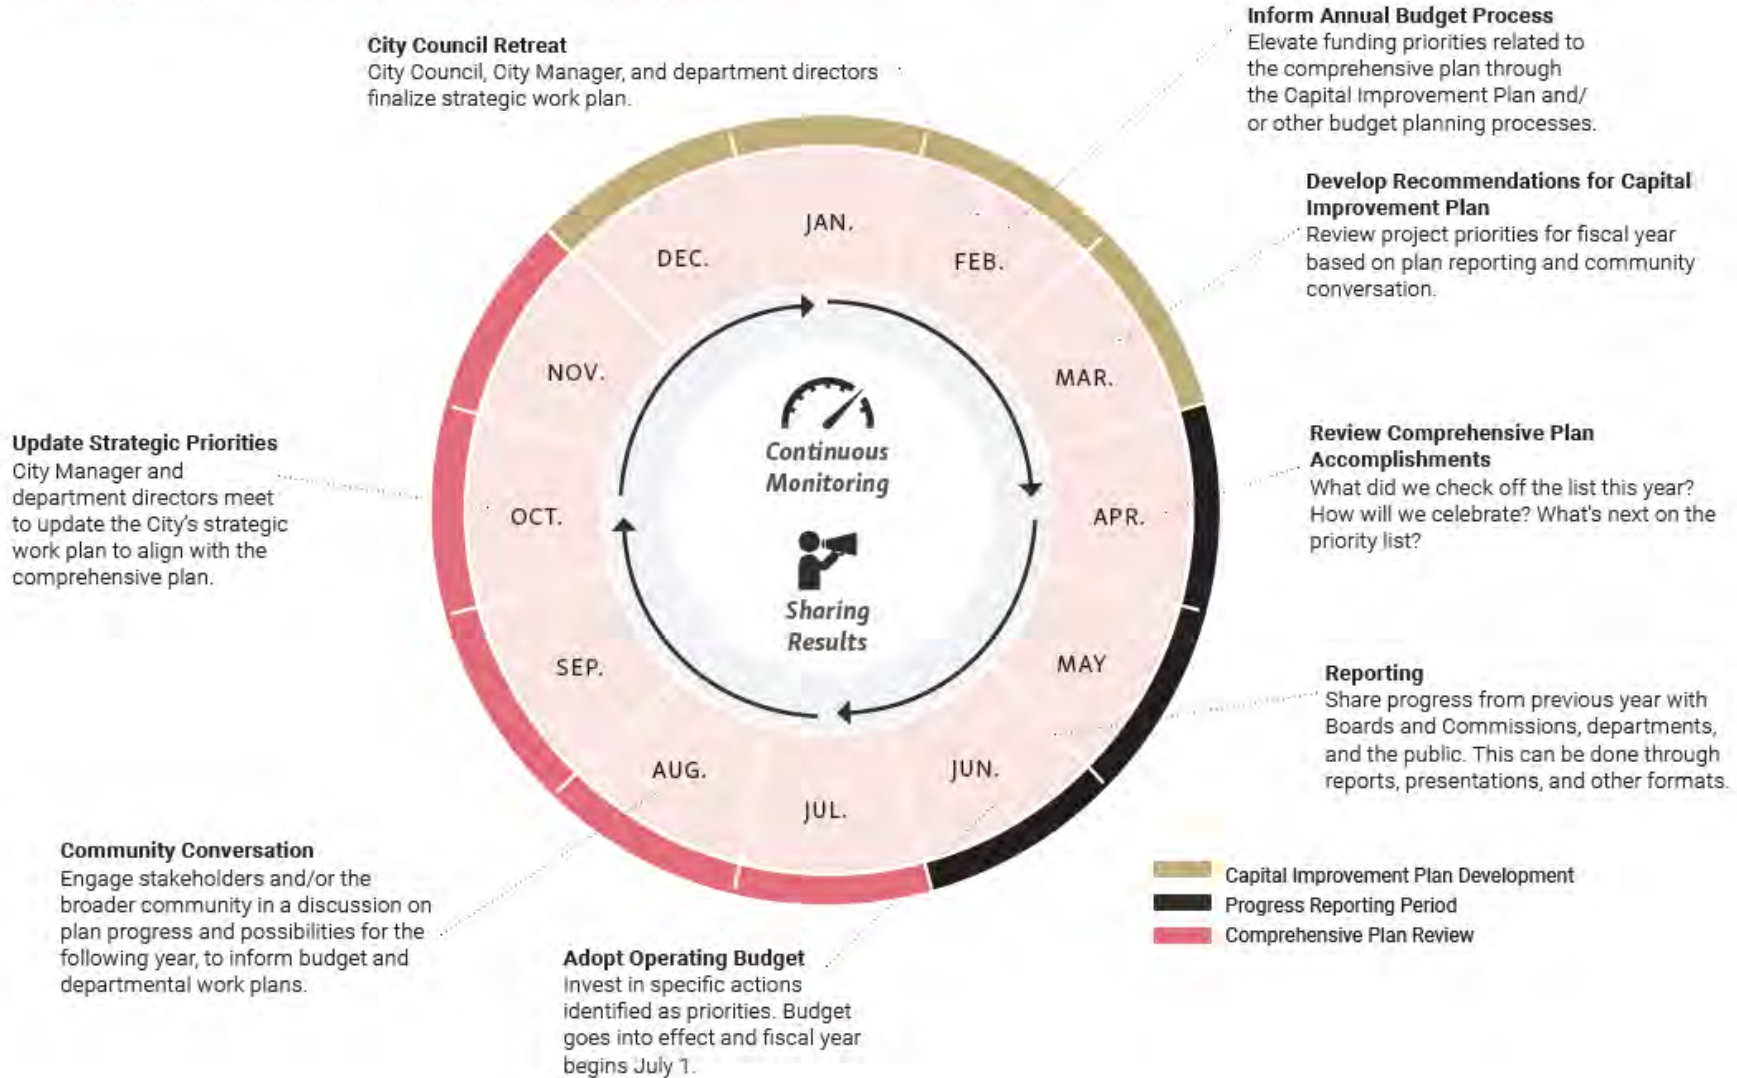 City Council Retreat
City Council, City Manager, and department directors
finalize strategic work plan.
Inform Annual Budget Process
Elevate funding priorities related to
the comprehensive plan through
the Capital Improvement Plan and/
or other budget planning processes.
Develop Recommendations for Capital
Improvement Plan
Review project priorities for fiscal year
based on plan reporting and community
conversation.
Review Comprehensive Plan
Accomplishments
What did we check off the list this year?
How will we celebrate? What's next on the
priority list?
Reporting
Share progress from previous year with
Boards and Commissions, departments,
and the public. This can be done through
reports, presentations, and other formats.
Adopt Operating Budget
Invest in specific actions
identified as priorities. Budget
goes into effect and fiscal year
begins July 1.
Community Conversation
Engage stakeholders and/or the
broader community in a discussion on
plan progress and possibilities for the
following year, to inform budget and
departmental work plans.
Update Strategic Priorities
City Manager and
department directors meet
to update the City's strategic
work plan to align with the
comprehensive plan.
JAN.
FEB.
MAR.
APR.
MAY
JUN.
JUL.
AUG.
SEP.
OCT.
NOV.
DEC.
Continuous
Monitoring
Sharing
Results
Capital Improvement Plan Development
Progress Reporting Period
Comprehensive Plan Review